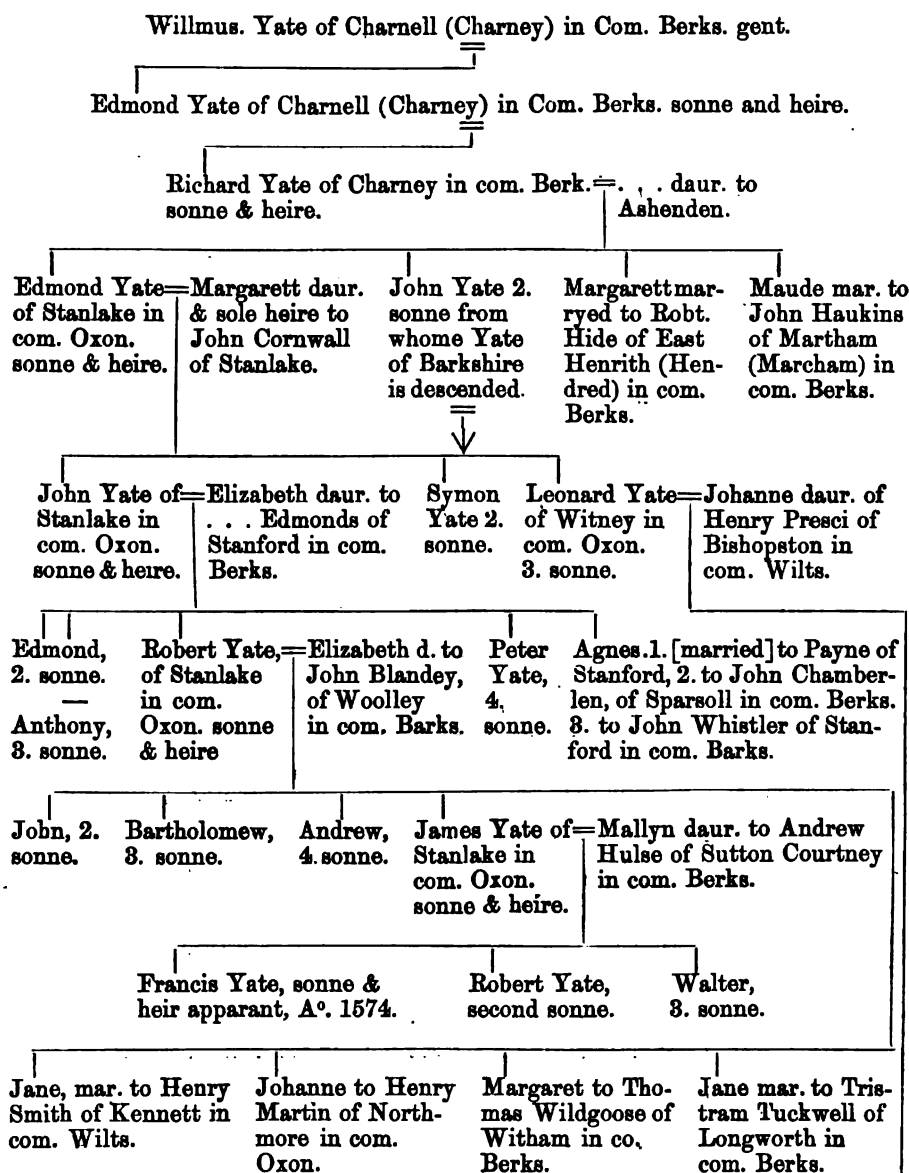 Willmus. Yate of Charnell (Charney) in Com. Berks. gent.
Edmond Yate of Charnell (Charney) in Com. Berks. sonne and heire.
Richard Yate of Charney in com. Berk.=. . . daur. to
sonne & heire.
Ashenden.
Edmond Yate=
of Stanlake in
com. Oxon.
sonne & heire.
Margarett daur.
& sole heire to
John Cornwall
of Stanlake.
John Yate 2.
sonne from
whome Yate
of Barkshire
is descended.
Margarett mar-
ryed to Robt.
Hide of East
Henrith (Hen-
dred) in com.
Berks.
Maude mar. to
John Haukins
of Martham
(Marcham) in
com. Berks.
John Yate of=
Stanlake in
com. Oxon.
sonne & heire.
Elizabeth daur. to
. . . Edmonds of
Stanford in com.
Berks.
Symon
Yate 2.
sonne.
Leonard Yate=
of Witney in
com. Oxon.
3. sonne.
Johanne daur. of
Henry Presci of
Bishopston in
com. Wilts.
Edmond,
2. sonne.
—
Anthony,
3. sonne.
Robert Yate,=
of Stanlake
in com.
Oxon. sonne
& heire
Elizabeth d. to
John Blandey,
of Woolley
in com. Barks.
Peter
Yate,
4.
sonne.
Agnes.1. [married] to Payne of
Stanford, 2. to John Chamber-
len, of Sparsoll in com. Berks.
3. to John Whistler of Stan-
ford in com. Barks.
John, 2.
sonne.
Bartholomew,
3. sonne.
Andrew,
4. sonne.
James Yate of=
Stanlake in
com. Oxon.
sonne & heire.
Mallyn daur. to Andrew
Hulse of Sutton Courtney
in com. Berks.
Francis Yate, sonne &
heir apparant, Aº. 1574.
Robert Yate,
second sonne.
Walter,
3. sonne.
Jane, mar. to Henry
Smith of Kennett in
com. Wilts.
Johanne to Henry
Martin of North-
more in com.
Oxon.
Margaret to Tho-
mas Wildgoose of
Witham in co.
Berks.
Jane mar. to Tris-
tram Tuckwell of
Longworth in
com. Berks.